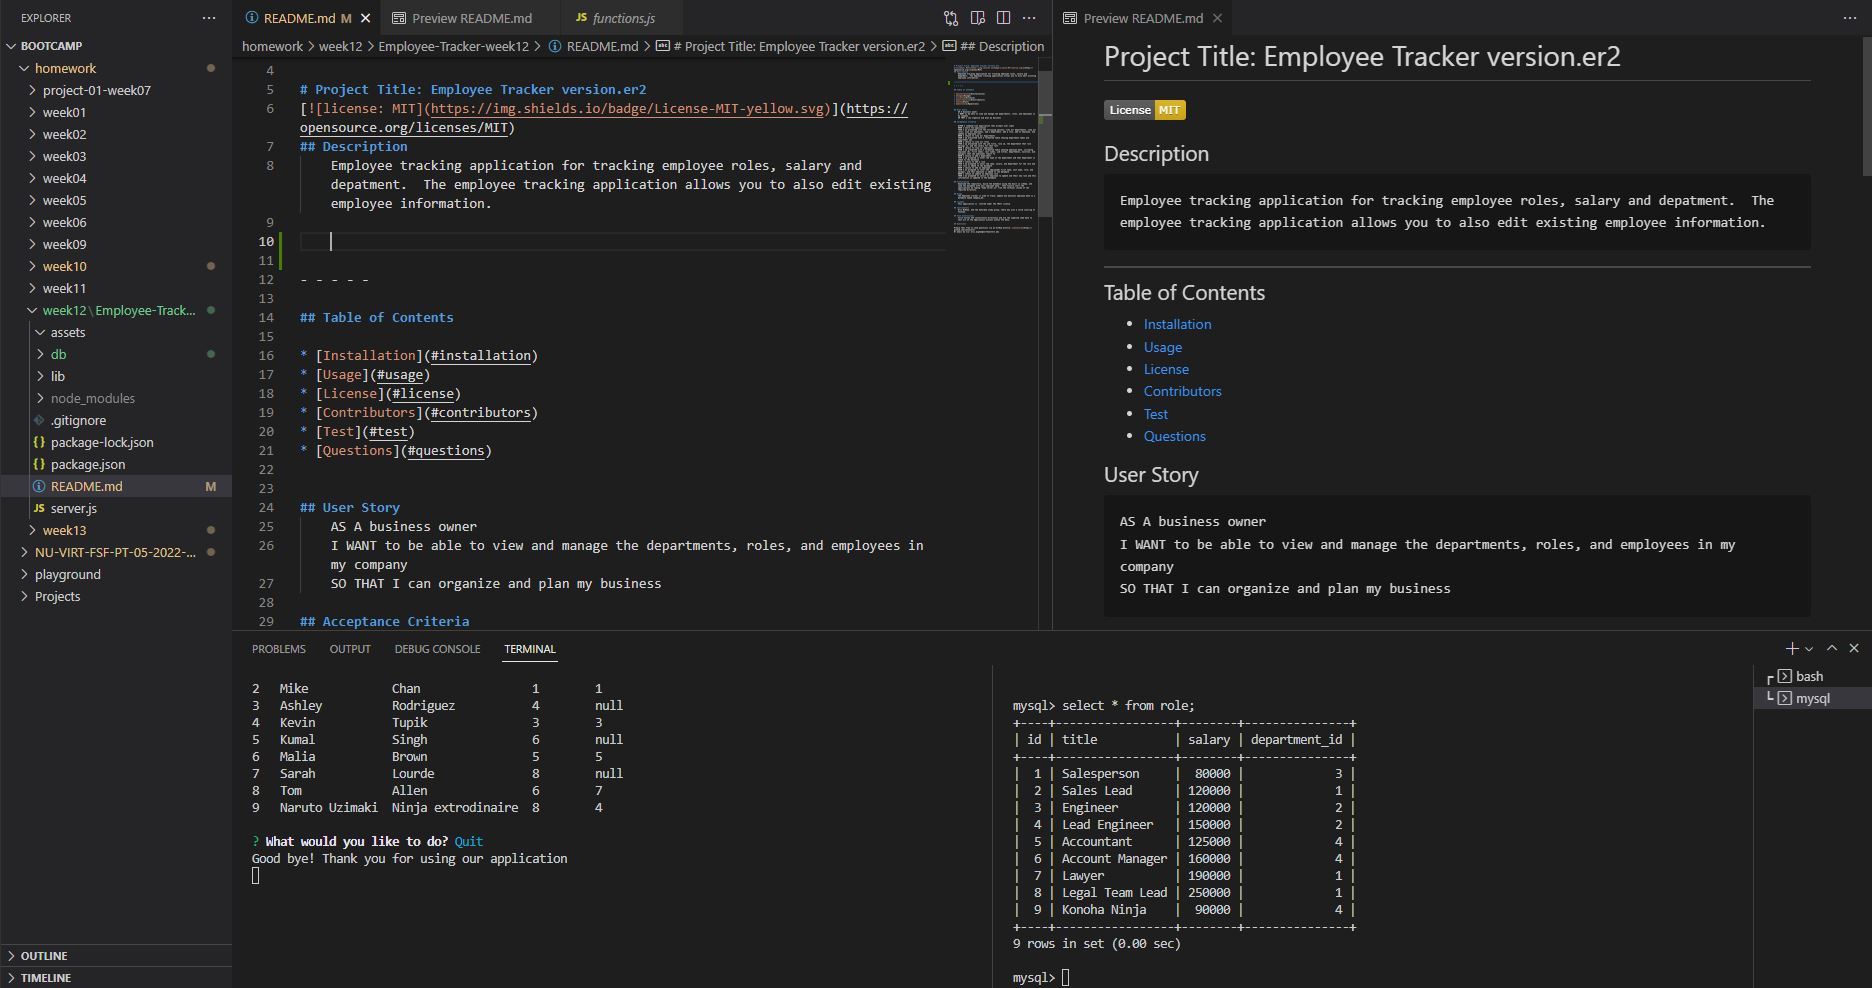 EXPLORER
BOOTCAMP
homework
project-01-week07
week01
week02
week03
week04
week05
week06
week09
week10
week11
week12\Employee-Track...
assets
db
lib
node_modules
.gitignore
package-lock.json
package.json
README.md M
JS server.js
week13
NU-VIRT-FSF-PT-05-2022-...
playground
Projects
OUTLINE
TIMELINE
README.md M
Preview README.md
JS functions.js
homework > week12 > Employee-Tracker-week12 > README.md > # Project Title: Employee Tracker version.er2 > ## Description
4
5 # Project Title: Employee Tracker version.er2
6 [![license: MIT](https://img.shields.io/badge/License-MIT-yellow.svg)](https://
opensource.org/licenses/MIT)
7 ## Description
8 Employee tracking application for tracking employee roles, salary and
depatment.  The employee tracking application allows you to also edit existing
employee information.
9
10
11
12 - - - - -
13
14 ## Table of Contents
15
16 * [Installation](#installation)
17 * [Usage](#usage)
18 * [License](#license)
19 * [Contributors](#contributors)
20 * [Test](#test)
21 * [Questions](#questions)
22
23
24 ## User Story
25 AS A business owner
26 I WANT to be able to view and manage the departments, roles, and employees in
my company
27 SO THAT I can organize and plan my business
28
29 ## Acceptance Criteria
Preview README.md
Project Title: Employee Tracker version.er2
License MIT
Description
Employee tracking application for tracking employee roles, salary and depatment.  The
employee tracking application allows you to also edit existing employee information.
Table of Contents
• Installation
• Usage
• License
• Contributors
• Test
• Questions
User Story
AS A business owner
I WANT to be able to view and manage the departments, roles, and employees in my
company
SO THAT I can organize and plan my business
PROBLEMS OUTPUT DEBUG CONSOLE TERMINAL
2 Mike Chan 1 1
3 Ashley Rodriguez 4 null
4 Kevin Tupik 3 3
5 Kumal Singh 6 null
6 Malia Brown 5 5
7 Sarah Lourde 8 null
8 Tom Allen 6 7
9 Naruto Uzimaki Ninja extrodinaire 8 4
? What would you like to do? Quit
Good bye! Thank you for using our application
mysql> select * from role;
+----+----------------+--------+---------------+
| id | title | salary | department_id |
+----+----------------+--------+---------------+
| 1 | Salesperson | 80000 | 3 |
| 2 | Sales Lead | 120000 | 1 |
| 3 | Engineer | 120000 | 2 |
| 4 | Lead Engineer | 150000 | 2 |
| 5 | Accountant | 125000 | 4 |
| 6 | Account Manager | 160000 | 4 |
| 7 | Lawyer | 190000 | 1 |
| 8 | Legal Team Lead | 250000 | 1 |
| 9 | Konoha Ninja | 90000 | 4 |
+----+----------------+--------+---------------+
9 rows in set (0.00 sec)
mysql>
bash
mysql